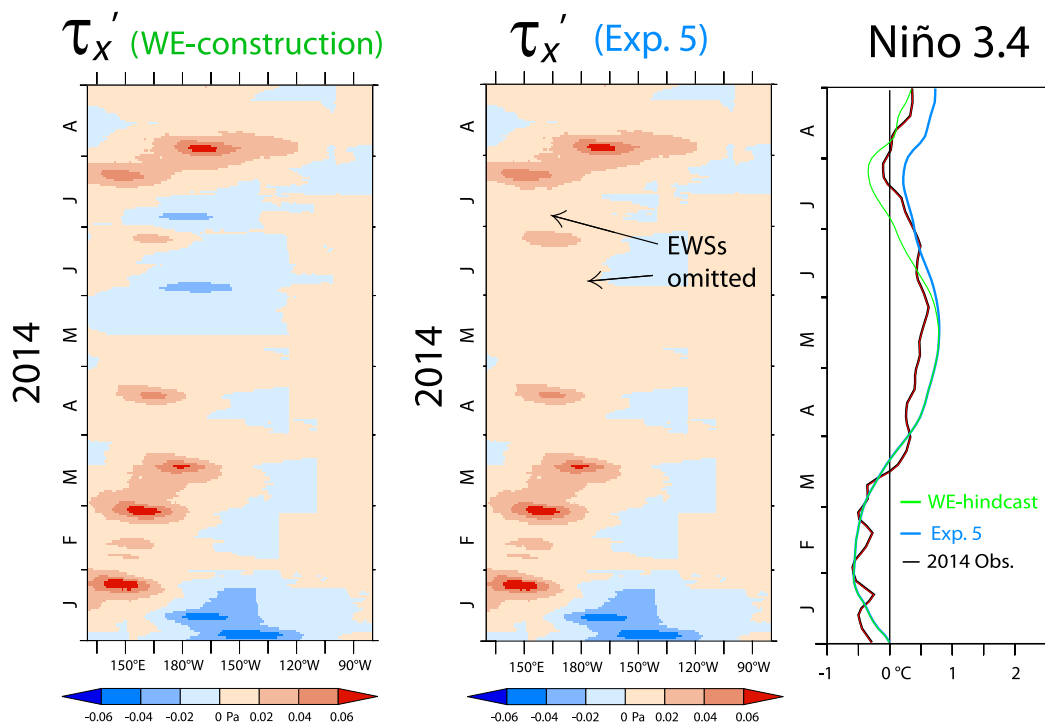 τx′ (WE-construction)
A
J
J
M
A
M
F
J
2014
150°E 180°W 150°W 120°W 90°W
-0.06 -0.04 -0.02 0 Pa 0.02 0.04 0.06
τx′ (Exp. 5)
A
J
J
M
A
M
F
J
2014
EWSs
omitted
150°E 180°W 150°W 120°W 90°W
-0.06 -0.04 -0.02 0 Pa 0.02 0.04 0.06
Niño 3.4
A
J
J
M
A
M
F
J
WE-hindcast
Exp. 5
2014 Obs.
-1 0 °C 1 2